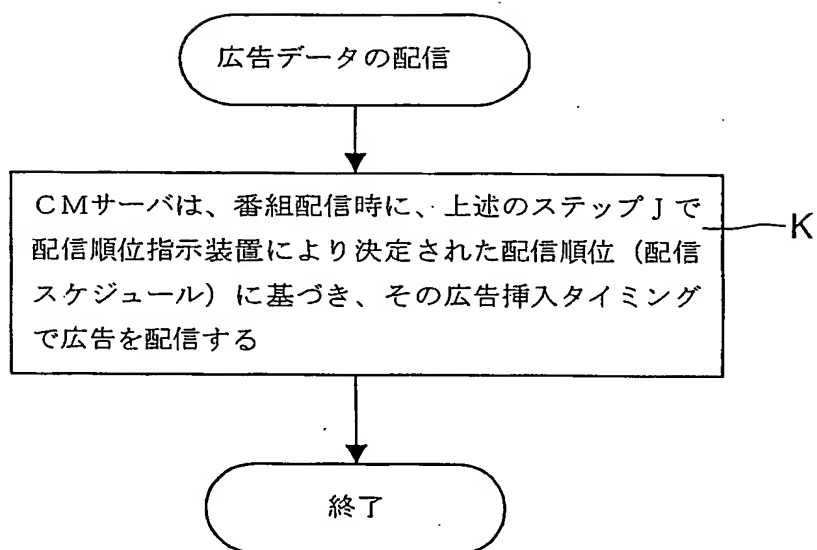 広告データの配信
CMサーバは、番組配信時に、上述のステップJで
配信順位指示装置により決定された配信順位（配信
スケジュール）に基づき、その広告挿入タイミング
で広告を配信する
K
終了